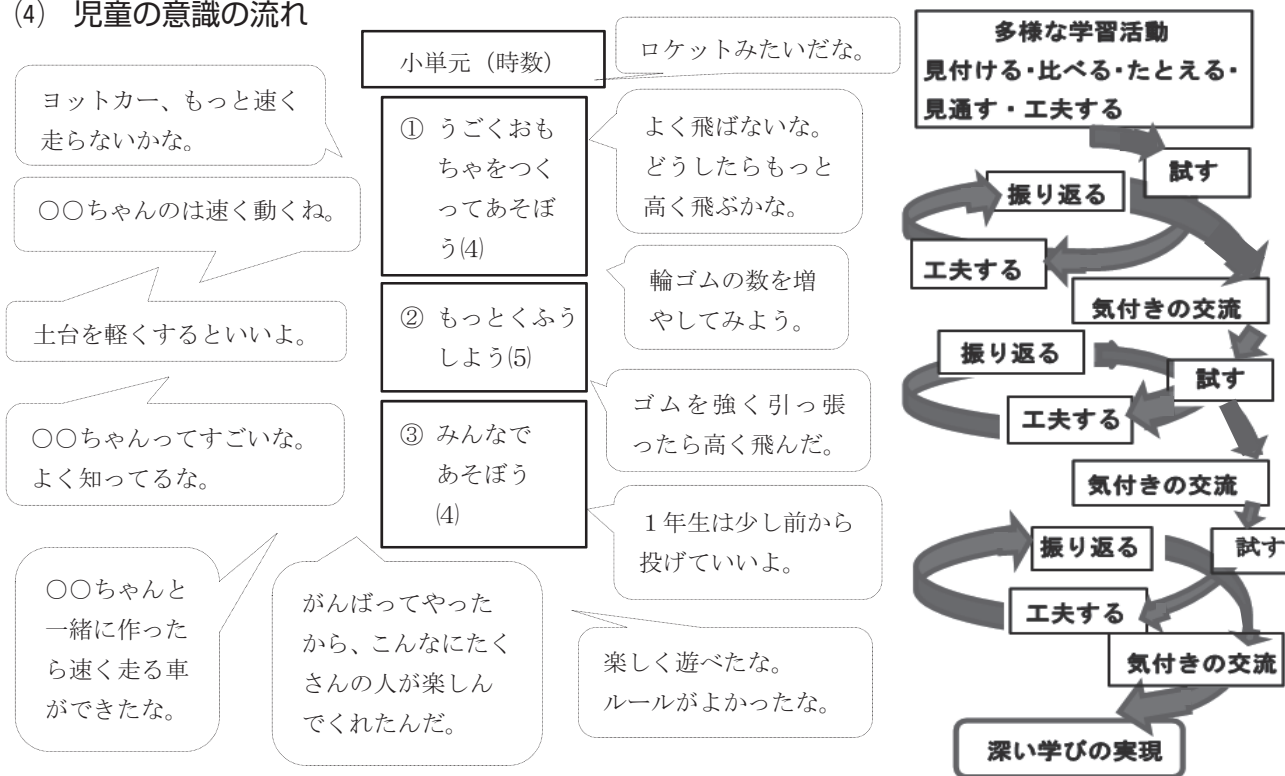 (4) 児童の意識の流れ
小単元（時数）
ロケットみたいだな。
ヨットカー、もっと速く
走らないかな。
① うごくおも
ちゃをつく
ってあそぼ
う(4)
よく飛ばないな。
どうしたらもっと
高く飛ぶかな。
〇〇ちゃんのは速く動くね。
輪ゴムの数を増
やしてみよう。
土台を軽くするといいよ。
② もっとくふう
しよう(5)
ゴムを強く引っ張
ったら高く飛んだ。
〇〇ちゃんってすごいな。
よく知ってるな。
③ みんなで
あそぼう
(4)
１年生は少し前から
投げていいよ。
〇〇ちゃんと
一緒に作った
ら速く走る車
ができたな。
がんばってやった
から、こんなにたく
さんの人が楽しん
でくれたんだ。
楽しく遊べたな。
ルールがよかったな。
多様な学習活動
見付ける・比べる・たとえる・
見通す・工夫する
試す
振り返る
工夫する
気付きの交流
振り返る
試す
工夫する
気付きの交流
振り返る
試す
工夫する
気付きの交流
深い学びの実現